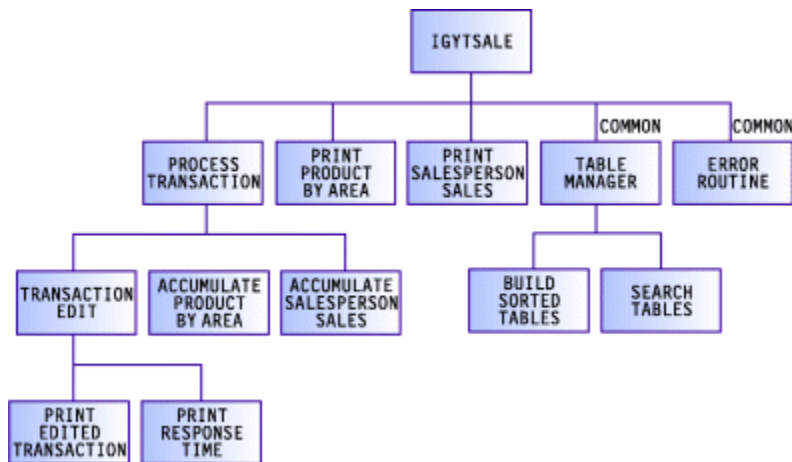 IGYTSALE
COMMON
COMMON
PROCESS
TRANSACTION
PRINT
PRODUCT
BY AREA
PRINT
SALESPERSON
SALES
TABLE
MANAGER
ERROR
ROUTINE
TRANSACTION
EDIT
ACCUMULATE
PRODUCT
BY AREA
ACCUMULATE
SALESPERSON
SALES
BUILD
SORTED
TABLES
SEARCH
TABLES
PRINT
EDITED
TRANSACTION
PRINT
RESPONSE
TIME